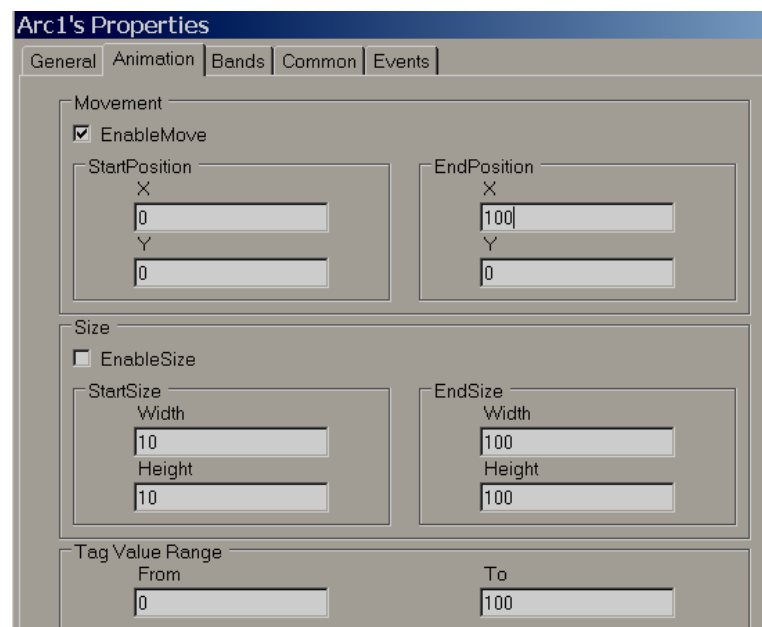 Arc1's Properties
General Animation Bands Common Events
Movement
EnableMove
StartPosition EndPosition
X X
0 100
Y Y
0 0
Size
EnableSize
StartSize EndSize
Width Width
10 100
Height Height
10 100
Tag Value Range
From To
0 100